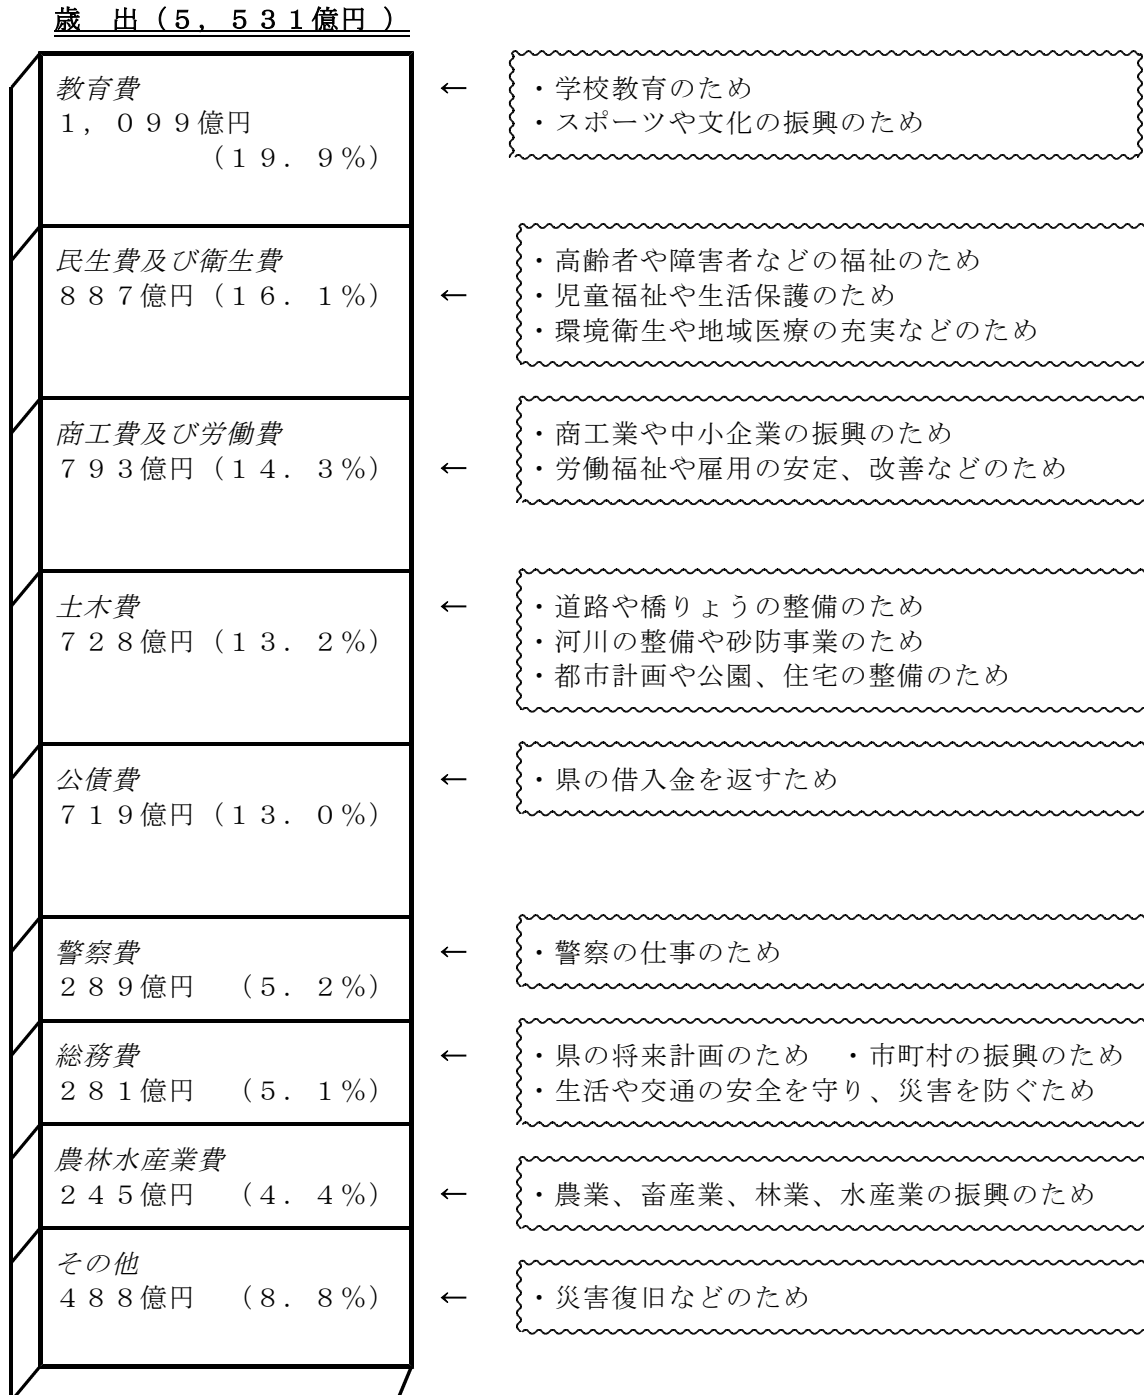 歳　出（５，５３１億円　）
教育費
１，０９９億円
（１９．９％）
←
・学校教育のため
・スポーツや文化の振興のため
民生費及び衛生費
８８７億円（１６．１％）
←
・高齢者や障害者などの福祉のため
・児童福祉や生活保護のため
・環境衛生や地域医療の充実などのため
商工費及び労働費
７９３億円（１４．３％）
←
・商工業や中小企業の振興のため
・労働福祉や雇用の安定、改善などのため
土木費
７２８億円（１３．２％）
←
・道路や橋りょうの整備のため
・河川の整備や砂防事業のため
・都市計画や公園、住宅の整備のため
公債費
７１９億円（１３．０％）
←
・県の借入金を返すため
警察費
２８９億円　（５．２％）
←
・警察の仕事のため
総務費
２８１億円　（５．１％）
←
・県の将来計画のため　・市町村の振興のため
・生活や交通の安全を守り、災害を防ぐため
農林水産業費
２４５億円　（４．４％）
←
・農業、畜産業、林業、水産業の振興のため
その他
４８８億円　（８．８％）
←
・災害復旧などのため